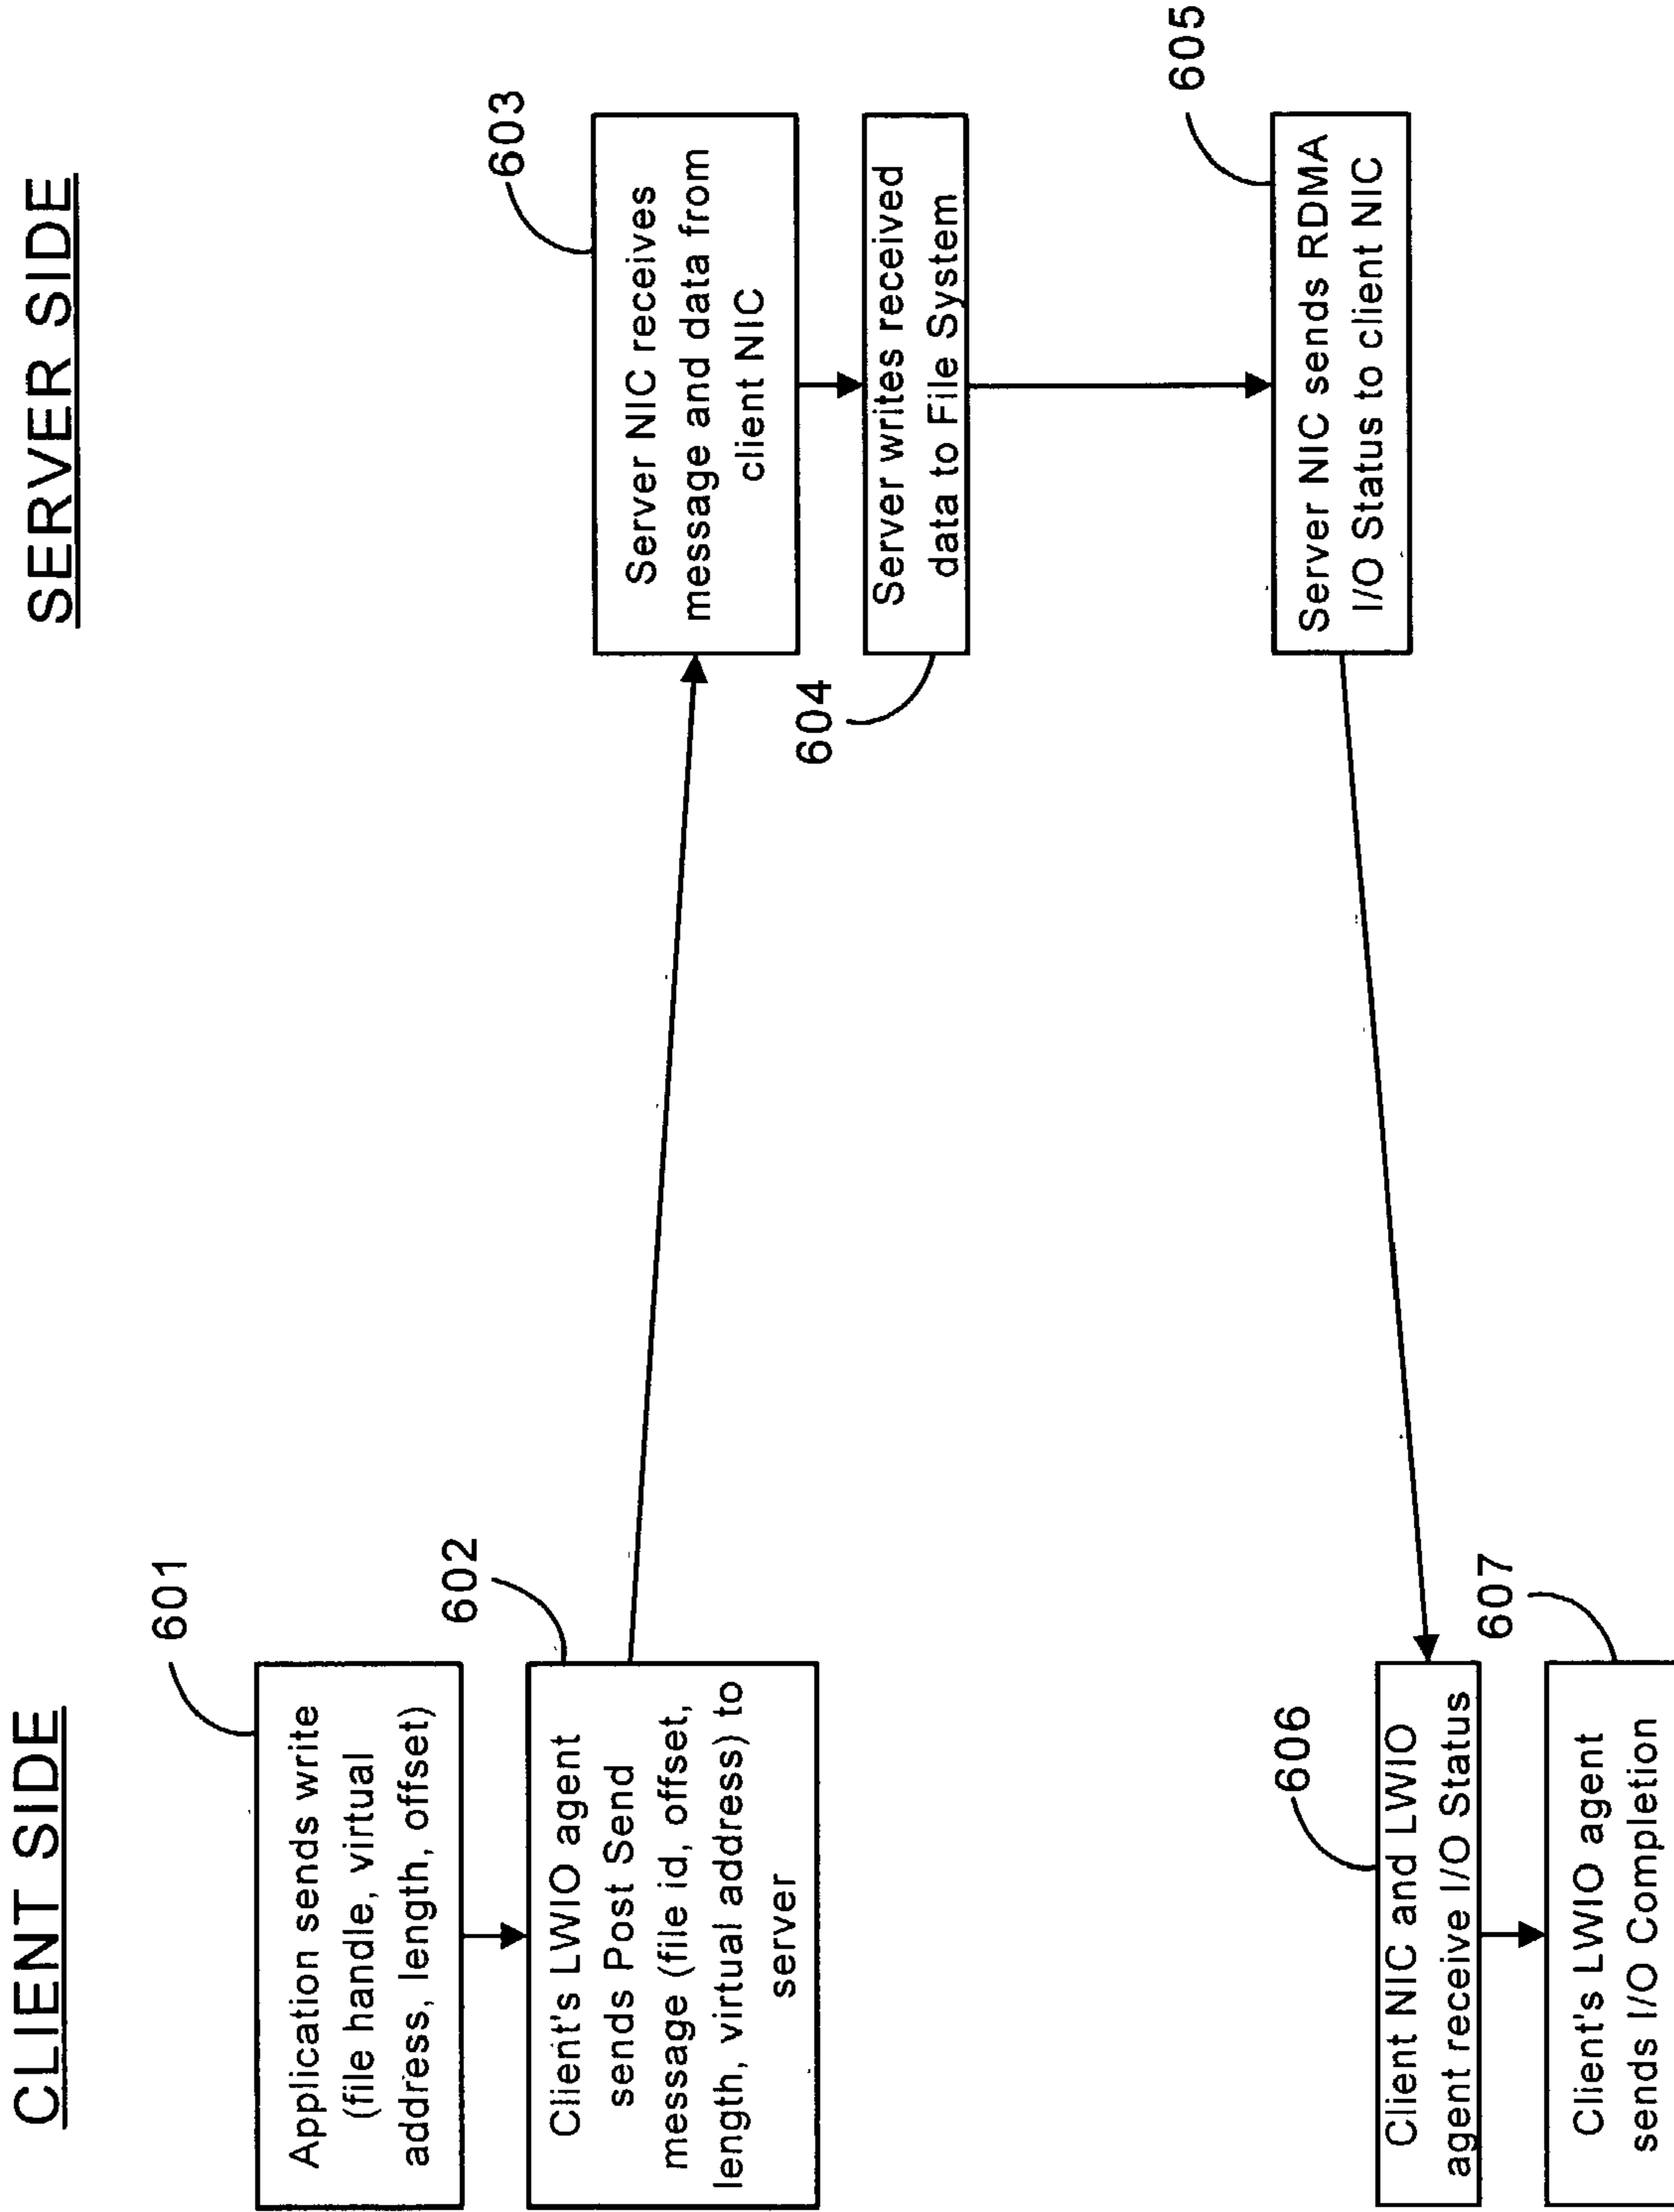 CLIENT SIDE
SERVER SIDE
601
Application sends write
(file handle, virtual
address, length, offset)
602
Client's LWIO agent
sends Post Send
message (file id, offset,
length, virtual address) to
server
603
Server NIC receives
message and data from
client NIC
604
Server writes received
data to File System
605
Server NIC sends RDMA
I/O Status to client NIC
606
Client NIC and LWIO
agent receive I/O Status
607
Client's LWIO agent
sends I/O Completion